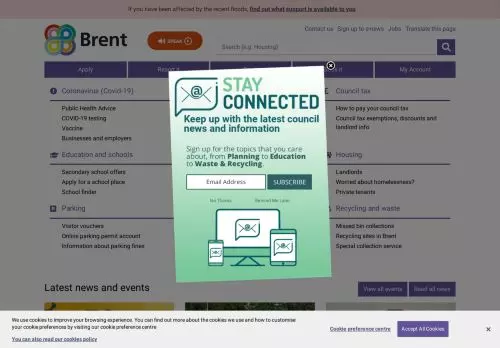 If you have been affected by the recent floods, find out what support is available to you
Contact us Sign up to e-news Jobs Translate this page
Brent
SPEAK
Search (e.g. Housing)
Apply
Report it
My Account
STAY
CONNECTED
Keep up with the latest council
news and information
Sign up for the topics that you care
about, from Planning to Education
to Waste & Recycling.
Email Address
SUBSCRIBE
No Thanks
Remind Me Later
Coronavirus (Covid-19)
Public Health Advice
COVID-19 testing
Vaccine
Businesses and employers
Council tax
How to pay your council tax
Council tax exemptions, discounts and
landlord info
Education and schools
Secondary school offers
Apply for a school place
School finder
Housing
Landlords
Worried about homelessness?
Private tenants
Parking
Visitor vouchers
Online parking permit account
Information about parking fines
Recycling and waste
Missed bin collections
Recycling sites in Brent
Special collection service
Latest news and events
View all events
Read all news
We use cookies to improve your browsing experience. You can find out more about the cookies we use and how to customise
your cookie preferences by visiting our cookie preference centre
You can also read our cookies policy
Cookie preference centre
Accept All Cookies